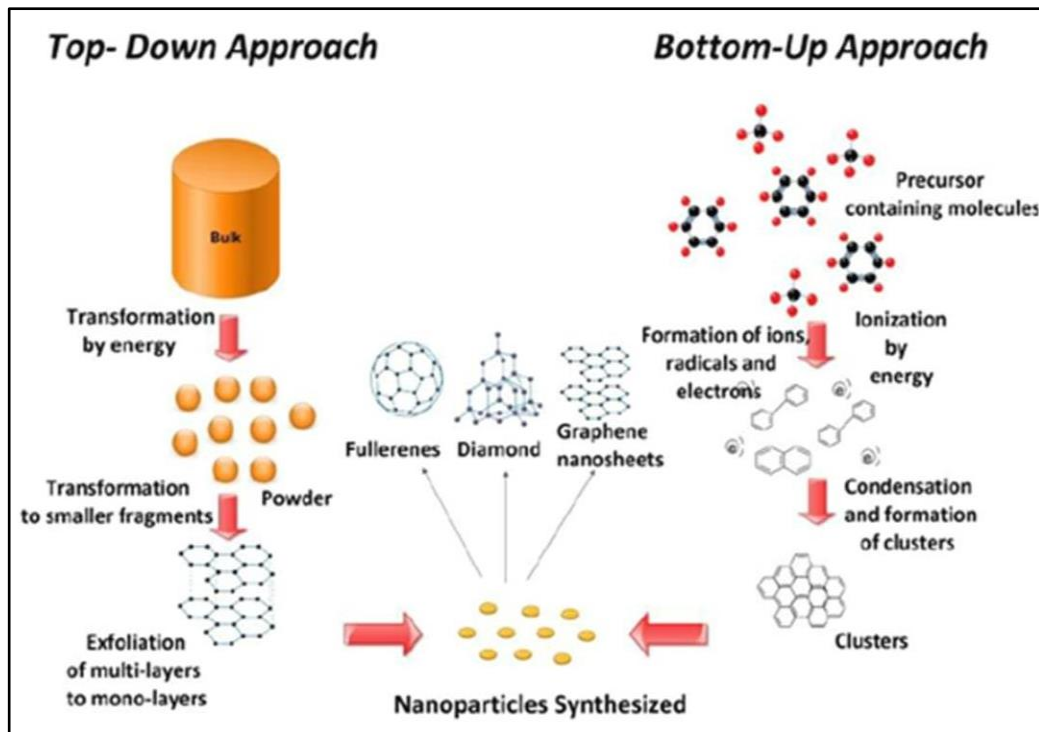 Top- Down Approach
Bulk
Transformation
by energy
Powder
Transformation
to smaller fragments
Exfoliation
of multi-layers
to mono-layers
Fullerenes
Diamond
Graphene
nanosheets
Nanoparticles Synthesized
Bottom-Up Approach
Precursor
containing molecules
Formation of ions,
radicals and
electrons
Ionization
by
energy
Condensation
and formation
of clusters
Clusters